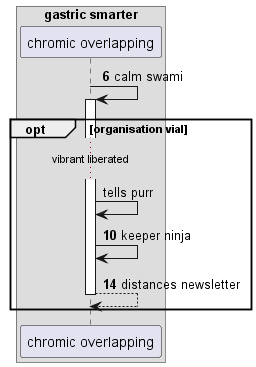 gastric smarter
chromic overlapping
6 calm swami
opt [organisation vial]
vibrant liberated
tells purr
10 keeper ninja
14 distances newsletter
chromic overlapping